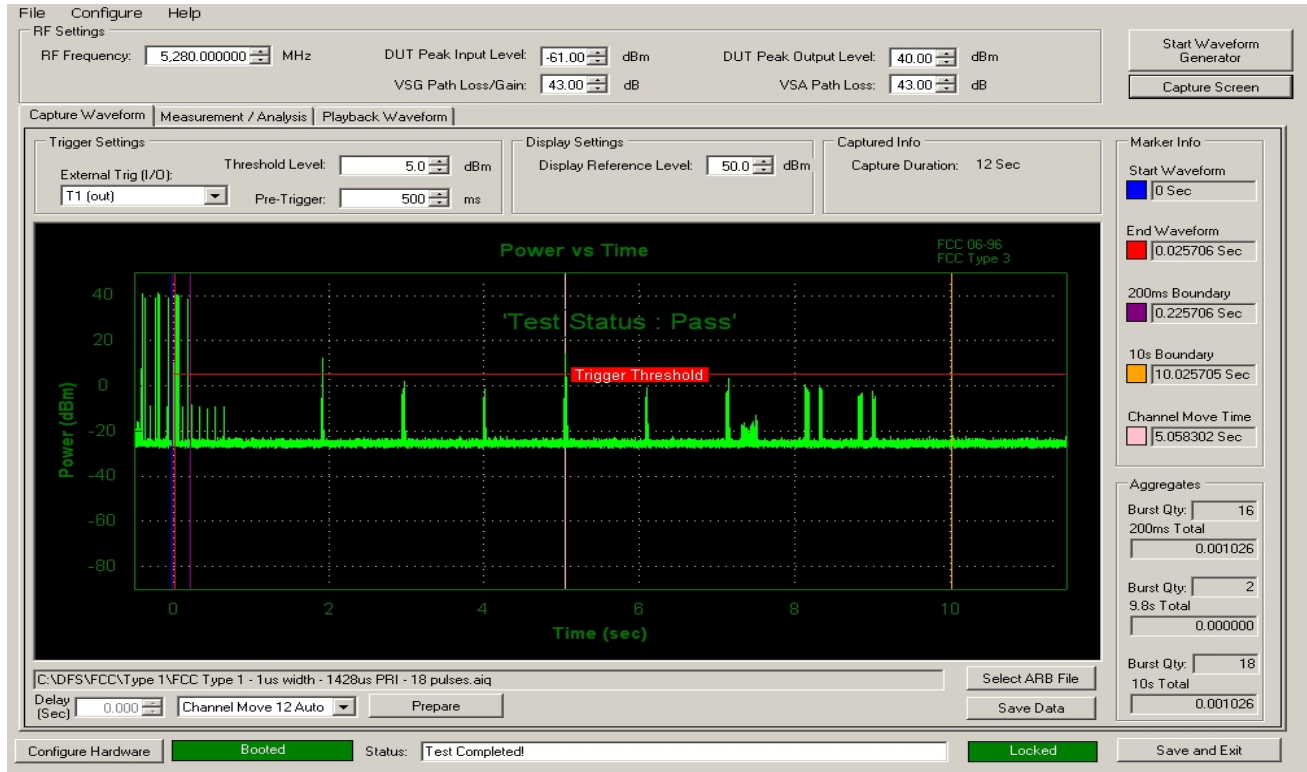 File Configure Help
RF Settings
RF Frequency: 5,280.000000 MHz DUT Peak Input Level: -61.00 dBm DUT Peak Output Level: 40.00 dBm
VSG Path Loss/Gain: 43.00 dB VSA Path Loss: 43.00 dB
Start Waveform Generator
Capture Screen
Capture Waveform Measurement / Analysis Playback Waveform
Trigger Settings
External Trig (I/O): Threshold Level: 5.0 dBm
T1 (out) Pre-Trigger: 500 ms
Display Settings
Display Reference Level: 50.0 dBm
Captured Info
Capture Duration: 12 Sec
Power vs Time
FCC 06-96
FCC Type 3
'Test Status : Pass'
Trigger Threshold
Power (dBm)
40
20
0
-20
-40
-60
-80
0 2 4 6 8 10
Time (sec)
Marker Info
Start Waveform
0 Sec
End Waveform
0.025706 Sec
200ms Boundary
0.225706 Sec
10s Boundary
10.025705 Sec
Channel Move Time
5.058302 Sec
Aggregates
Burst Qty: 16
200ms Total
0.001026
Burst Qty: 2
9.8s Total
0.000000
Burst Qty: 18
10s Total
0.001026
C:\DFS\FCC\Type 1\FCC Type 1 - 1us width - 1428us PRI - 18 pulses.aiq
Select ARB File
Delay (Sec) 0.000 Channel Move 12 Auto Prepare
Save Data
Configure Hardware Booted Status: Test Completed! Locked Save and Exit